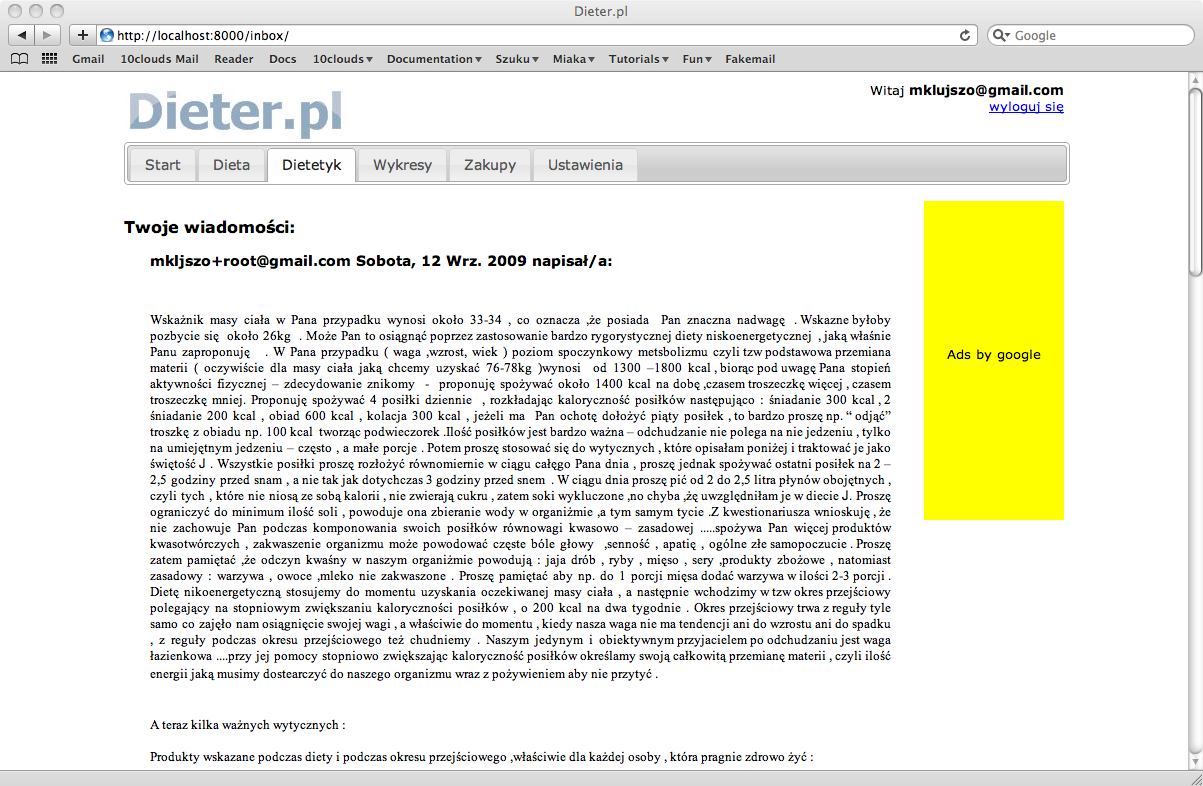 Dieter.pl
http://localhost:8000/inbox/
Google
Gmail 10clouds Mail Reader Docs 10clouds Documentation Szuku Miaka Tutorials Fun Fakemail
Dieter.pl
Witaj mklujszo@gmail.com
wyloguj się
Start Dieta Dietetyk Wykresy Zakupy Ustawienia
Twoje wiadomości:
mkljszo+root@gmail.com Sobota, 12 Wrz. 2009 napisał/a:
Wskaźnik masy ciała w Pana przypadku wynosi około 33-34 , co oznacza ,że posiada Pan znaczna nadwagę . Wskazne byłoby
pozbycie się około 26kg . Może Pan to osiągnąć poprzez zastosowanie bardzo rygorystycznej diety niskoenergetycznej , jaką właśnie
Panu zaproponuję . W Pana przypadku ( waga ,wzrost, wiek ) poziom spoczynkowy metsbolizmu czyli tzw podstawowa przemiana
materii ( oczywiście dla masy ciała jaką chcemy uzyskać 76-78kg )wynosi od 1300 –1800 kcal , biorąc pod uwagę Pana stopień
aktywności fizycznej – zdecydowanie znikomy - proponuję spożywać około 1400 kcal na dobę ,czasem troszeczkę więcej , czasem
troszeczkę mniej. Proponuję spożywać 4 posiłki dziennie , rozkładając kaloryczność posiłków następująco : śniadanie 300 kcal , 2
śniadanie 200 kcal , obiad 600 kcal , kolacja 300 kcal , jeżeli ma Pan ochotę dołożyć piąty posiłek , to bardzo proszę np. “ odjąć”
troszkę z obiadu np. 100 kcal tworząc podwieczorek .Ilość posiłków jest bardzo ważna – odchudzanie nie polega na nie jedzeniu , tylko
na umiejętnym jedzeniu – często , a małe porcje . Potem proszę stosować się do wytycznych , które opisałam poniżej i traktować je jako
świętość J . Wszystkie posiłki proszę rozłożyć równomiernie w ciągu całęgo Pana dnia , proszę jednak spożywać ostatni posiłek na 2 –
2,5 godziny przed snam , a nie tak jak dotychczas 3 godziny przed snem . W ciągu dnia proszę pić od 2 do 2,5 litra płynów obojętnych ,
czyli tych , które nie niosą ze sobą kalorii , nie zwierają cukru , zatem soki wykluczone ,no chyba ,żę uwzględniłam je w diecie J. Proszę
ograniczyć do minimum ilość soli , powoduje ona zbieranie wody w organiźmie ,a tym samym tycie .Z kwestionariusza wnioskuję , że
nie zachowuje Pan podczas komponowania swoich posiłków równowagi kwasowo – zasadowej .....spożywa Pan więcej produktów
kwasotwórczych , zakwaszenie organizmu może powodować częste bóle głowy ,senność , apatię , ogólne złe samopoczucie . Proszę
zatem pamiętać ,że odczyn kwaśny w naszym organiźmie powodują : jaja drób , ryby , mięso , sery ,produkty zbożowe , natomiast
zasadowy : warzywa , owoce ,mleko nie zakwaszone . Proszę pamiętać aby np. do 1 porcji mięsa dodać warzywa w ilości 2-3 porcji .
Dietę nikoenergetyczną stosujemy do momentu uzyskania oczekiwanej masy ciała , a następnie wchodzimy w tzw okres przejściowy
polegający na stopniowym zwiększaniu kaloryczności posiłków , o 200 kcal na dwa tygodnie . Okres przejściowy trwa z reguły tyle
samo co zajęło nam osiągnięcie swojej wagi , a właściwie do momentu , kiedy nasza waga nie ma tendencji ani do wzrostu ani do spadku
, z reguły podczas okresu przejściowego też chudniemy . Naszym jedynym i obiektywnym przyjacielem po odchudzaniu jest waga
łazienkowa ....przy jej pomocy stopniowo zwiększając kaloryczność posiłków określamy swoją całkowitą przemianę materii , czyli ilość
energii jaką musimy dostearczyć do naszego organizmu wraz z pożywieniem aby nie przytyć .
A teraz kilka ważnych wytycznych :
Produkty wskazane podczas diety i podczas okresu przejściowego ,właściwie dla każdej osoby , która pragnie zdrowo żyć :
Ads by google